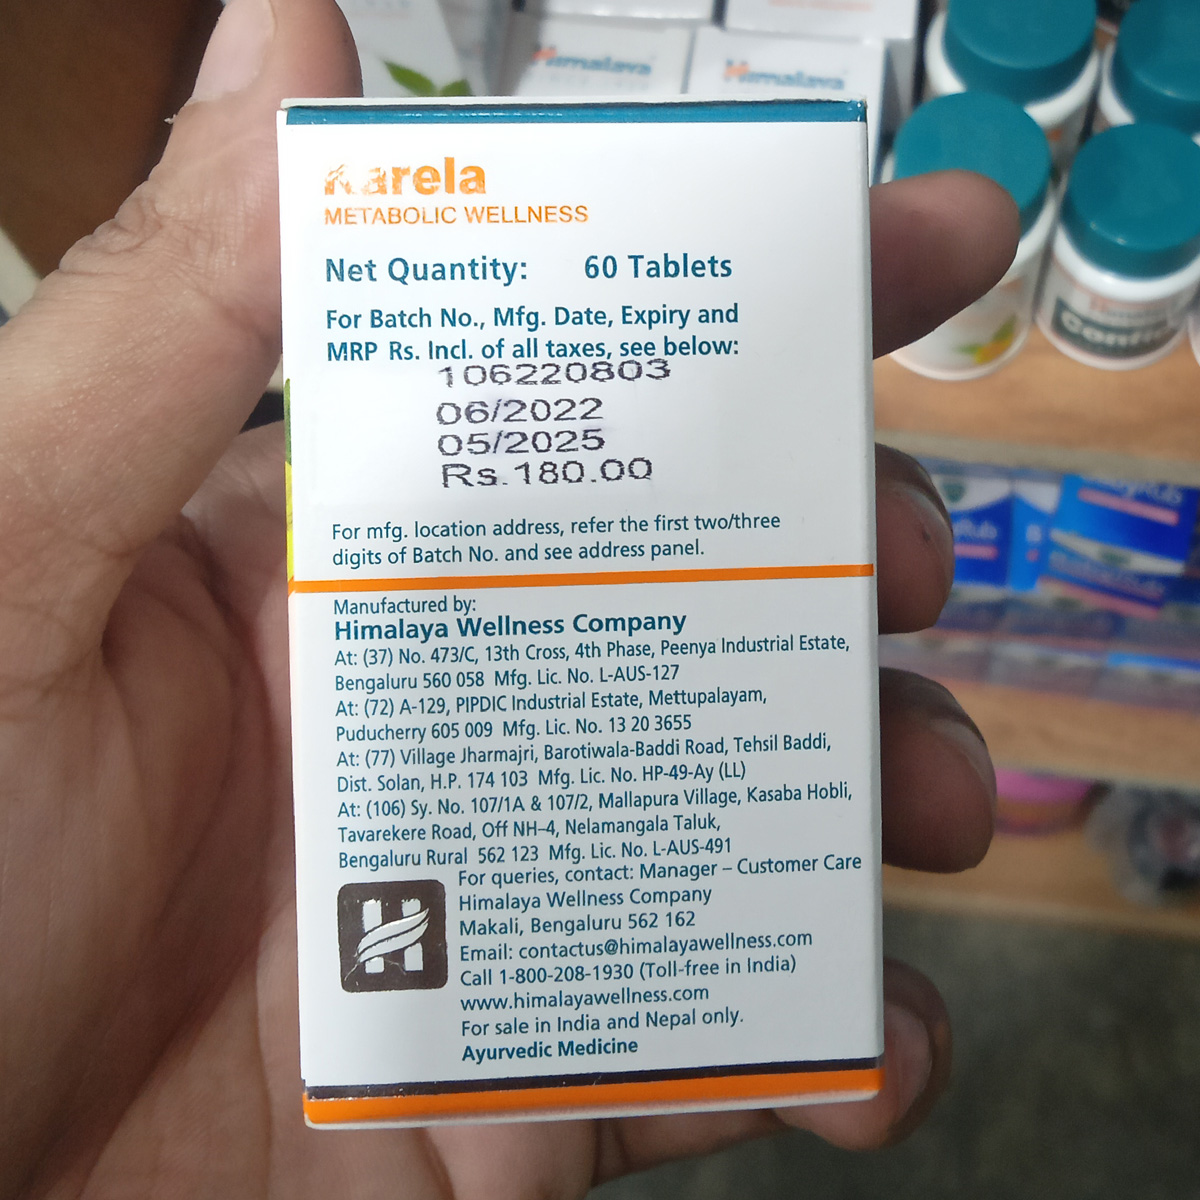 Himalaya
Himalaya
Karela
METABOLIC WELLNESS
Net Quantity: 60 Tablets
For Batch No., Mfg. Date, Expiry and
MRP Rs. Incl. of all taxes, see below:
106220803
06/2022
05/2025
Rs.180.00
For mfg. location address, refer the first two/three
digits of Batch No. and see address panel.
Manufactured by:
Himalaya Wellness Company
At: (37) No. 473/C, 13th Cross, 4th Phase, Peenya Industrial Estate,
Bengaluru 560 058 Mfg. Lic. No. L-AUS-127
At: (72) A-129, PIPDIC Industrial Estate, Mettupalayam,
Puducherry 605 009 Mfg. Lic. No. 13 20 3655
At: (77) Village Jharmajri, Barotiwala-Baddi Road, Tehsil Baddi,
Dist. Solan, H.P. 174 103 Mfg. Lic. No. HP-49-Ay (LL)
At: (106) Sy. No. 107/1A & 107/2, Mallapura Village, Kasaba Hobli,
Tavarekere Road, Off NH–4, Nelamangala Taluk,
Bengaluru Rural 562 123 Mfg. Lic. No. L-AUS-491
For queries, contact: Manager – Customer Care
Himalaya Wellness Company
Makali, Bengaluru 562 162
Email: contactus@himalayawellness.com
Call 1-800-208-1930 (Toll-free in India)
www.himalayawellness.com
For sale in India and Nepal only.
Ayurvedic Medicine